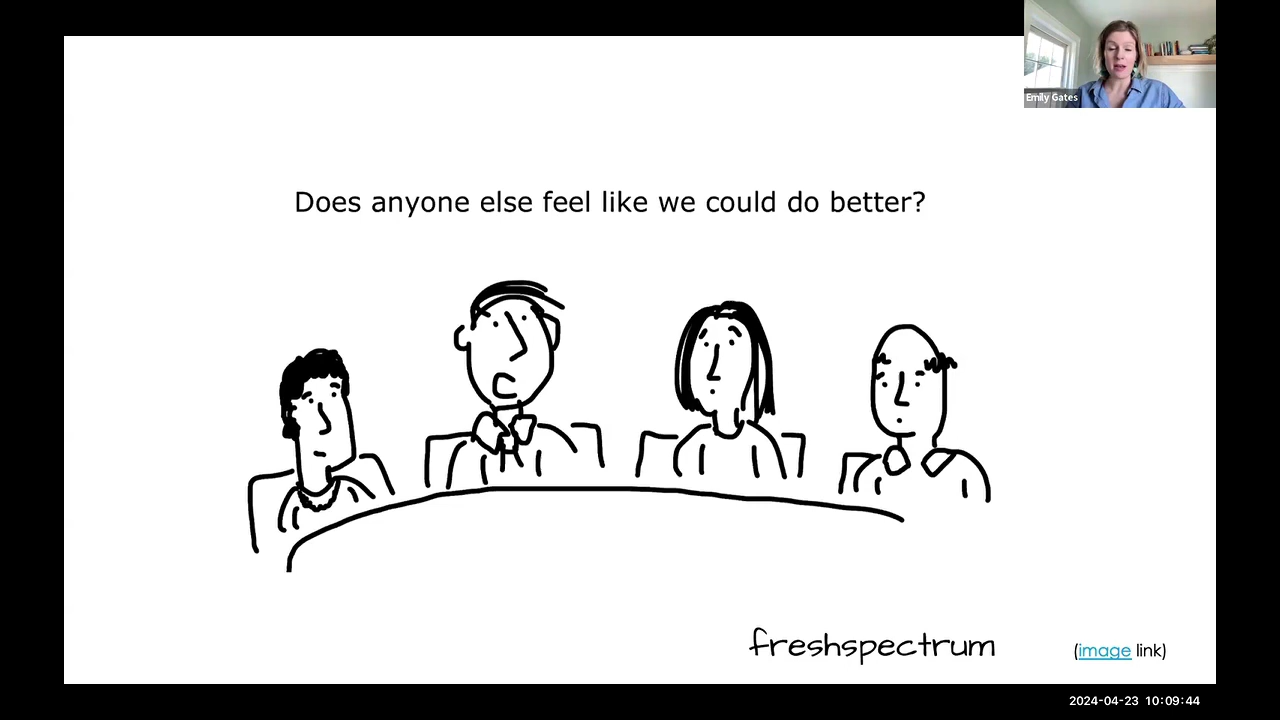 Emily Gates
Does anyone else feel like we could do better?
freshspectrum
(image link)
2024-04-23 10:09:44